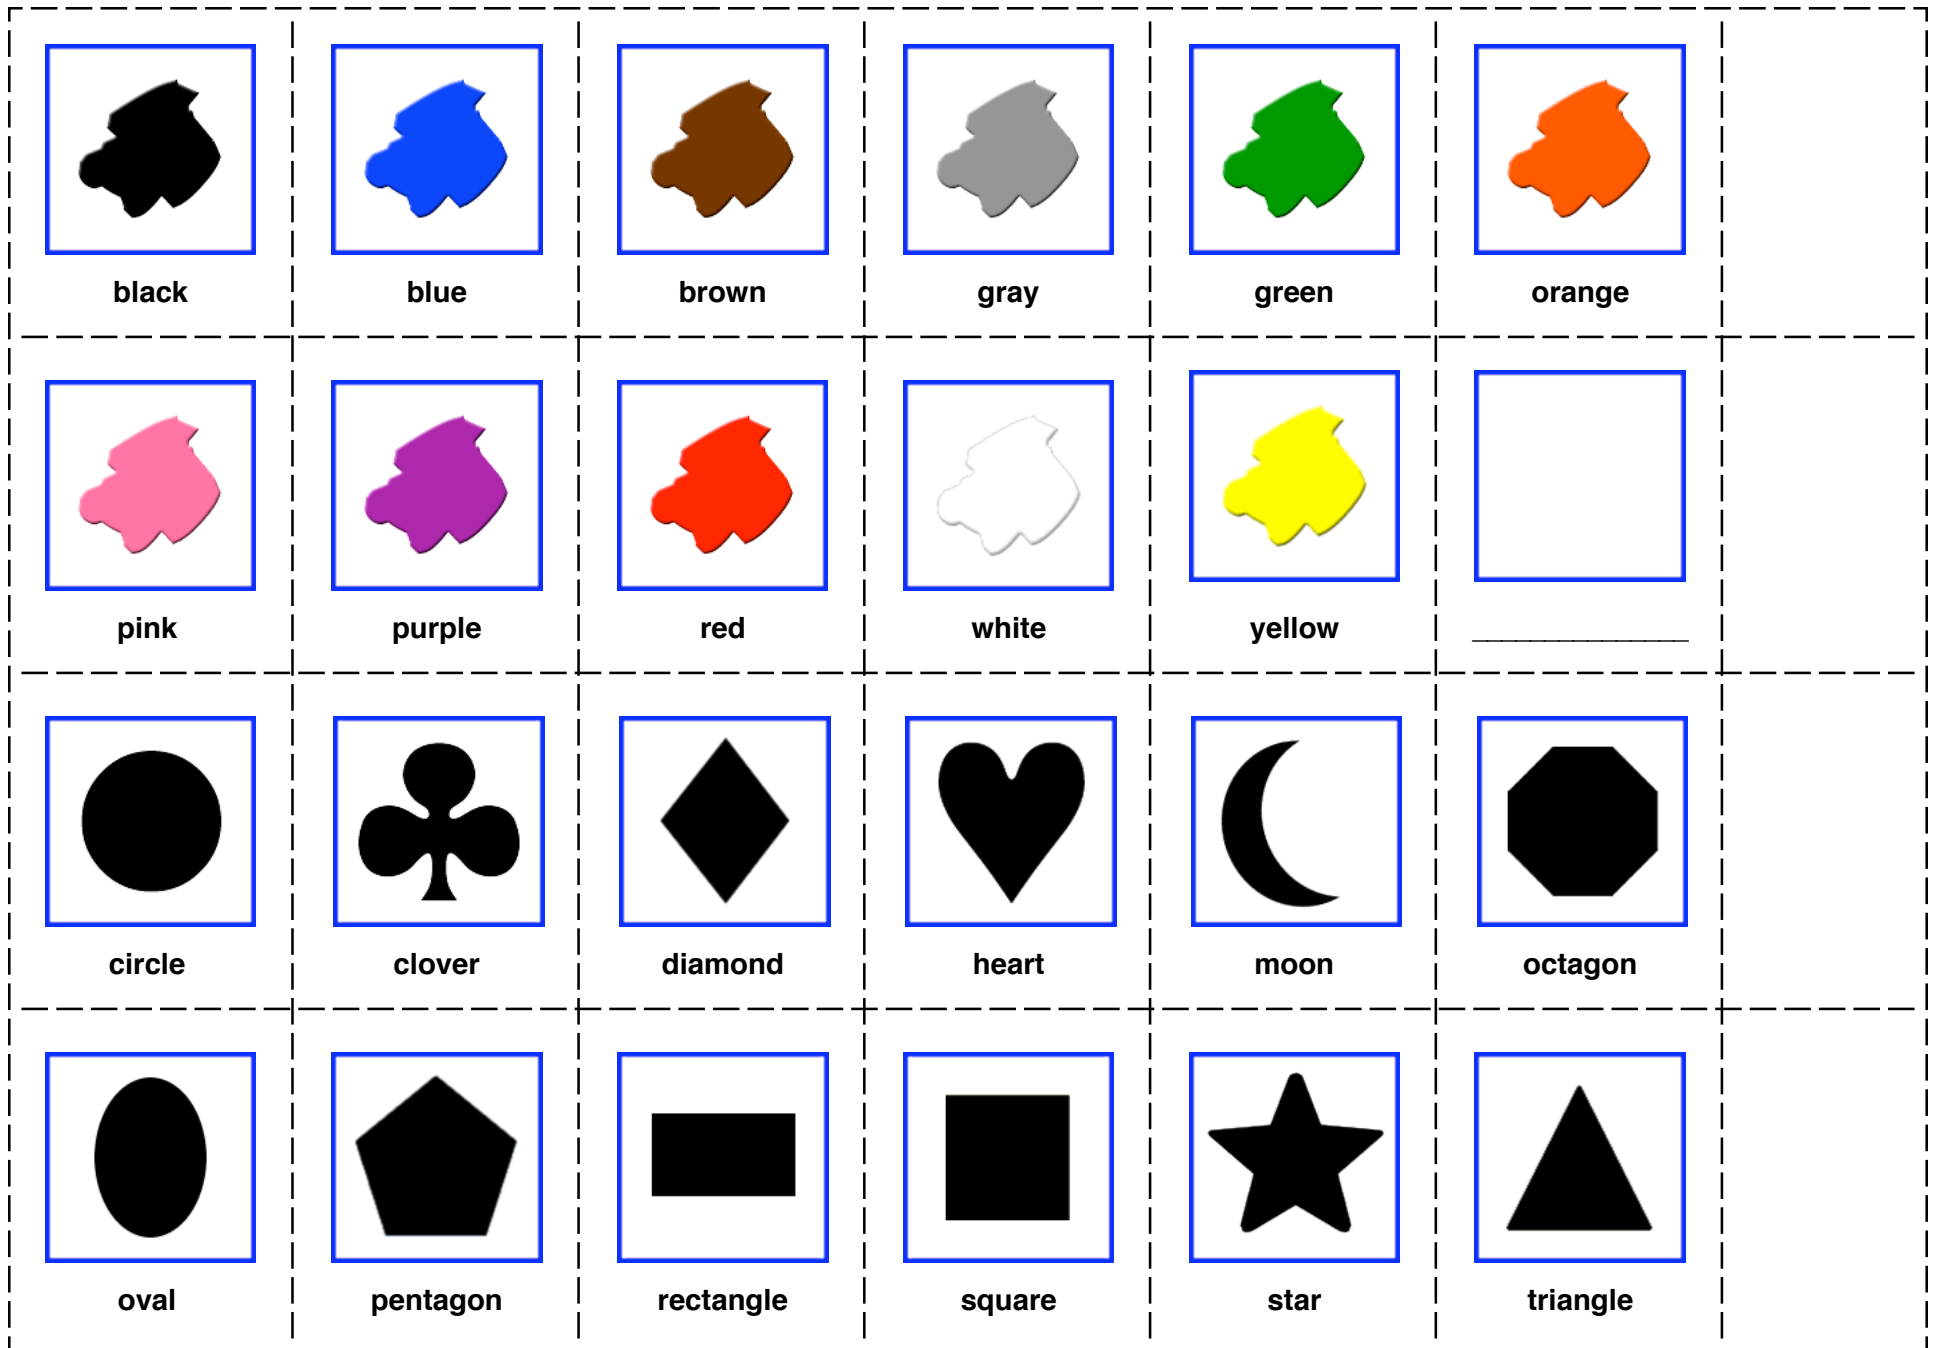 black blue brown gray green orange
pink purple red white yellow _______________
circle clover diamond heart moon octagon
oval pentagon rectangle square star triangle